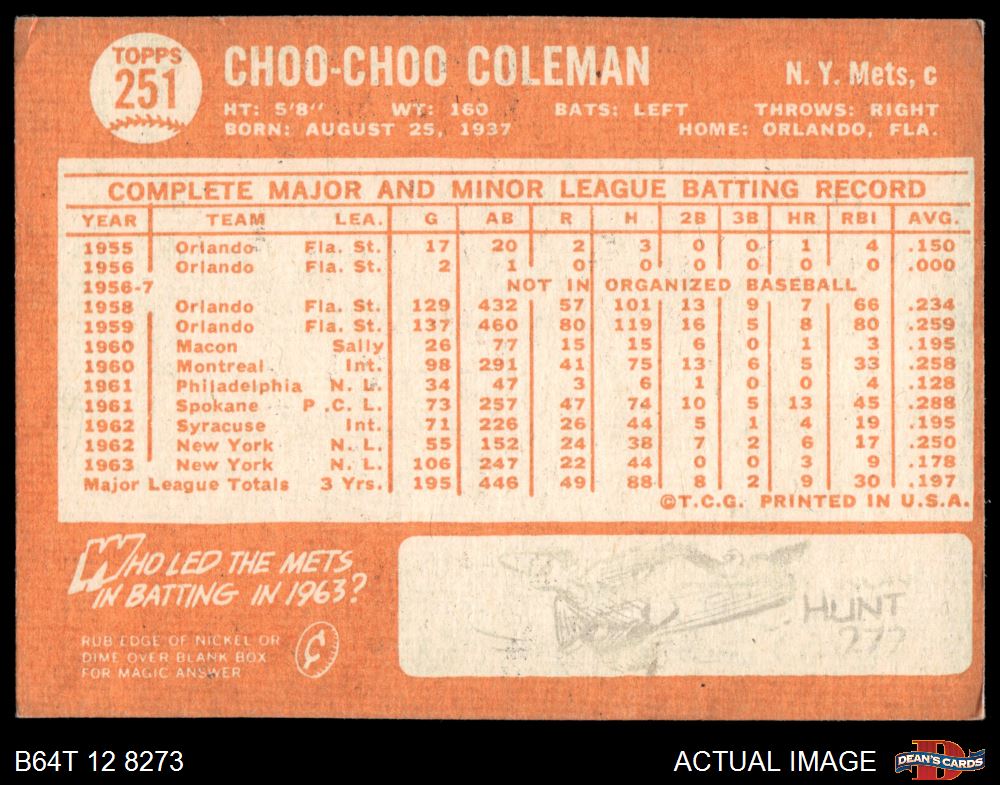 TOPPS
251
CHOO-CHOO COLEMAN
N. Y. Mets, c
HT: 5'8'' WT: 160 BATS: LEFT THROWS: RIGHT
BORN: AUGUST 25, 1937 HOME: ORLANDO, FLA.
COMPLETE MAJOR AND MINOR LEAGUE BATTING RECORD
YEAR TEAM LEA. G AB R H 2B 3B HR RBI AVG.
1955 Orlando Fla. St. 17 20 2 3 0 0 1 4 .150
1956 Orlando Fla. St. 2 1 0 0 0 0 0 0 .000
1956-7 NOT IN ORGANIZED BASEBALL
1958 Orlando Fla. St. 129 432 57 101 13 9 7 66 .234
1959 Orlando Fla. St. 137 460 80 119 16 5 8 80 .259
1960 Macon Sally 26 77 15 15 6 0 1 3 .195
1960 Montreal Int. 98 291 41 75 13 6 5 33 .258
1961 Philadelphia N. L. 34 47 3 6 1 0 0 4 .128
1961 Spokane P .C. L. 73 257 47 74 10 5 13 45 .288
1962 Syracuse Int. 71 226 26 44 5 1 4 19 .195
1962 New York N. L. 55 152 24 38 7 2 6 17 .250
1963 New York N. L. 106 247 22 44 0 0 3 9 .178
Major League Totals 3 Yrs. 195 446 49 88 8 2 9 30 .197
©T.C.G. PRINTED IN U.S.A.
WHO LED THE METS
IN BATTING IN 1963?
RUB EDGE OF NICKEL OR
DIME OVER BLANK BOX
FOR MAGIC ANSWER
¢
HUNT
B64T 12 8273
ACTUAL IMAGE
D
DEAN'S CARDS